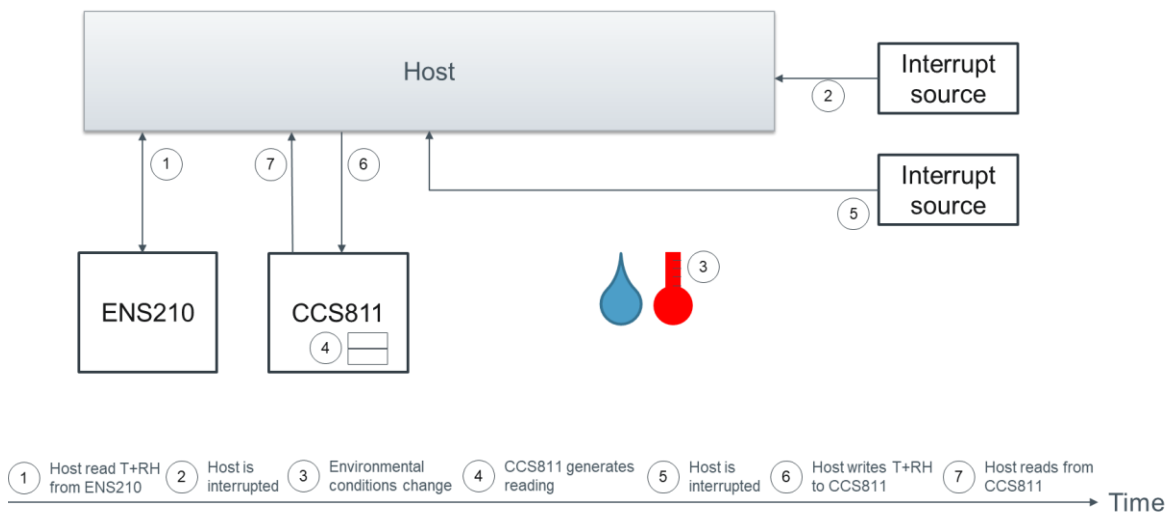 Host
Interrupt
source
2
Interrupt
source
1
7
6
5
3
ENS210
CCS811
4
1 Host read T+RH
from ENS210
2 Host is
interrupted
3 Environmental
conditions change
4 CCS811 generates
reading
5 Host is
interrupted
6 Host writes T+RH
to CCS811
7 Host reads from
CCS811
Time